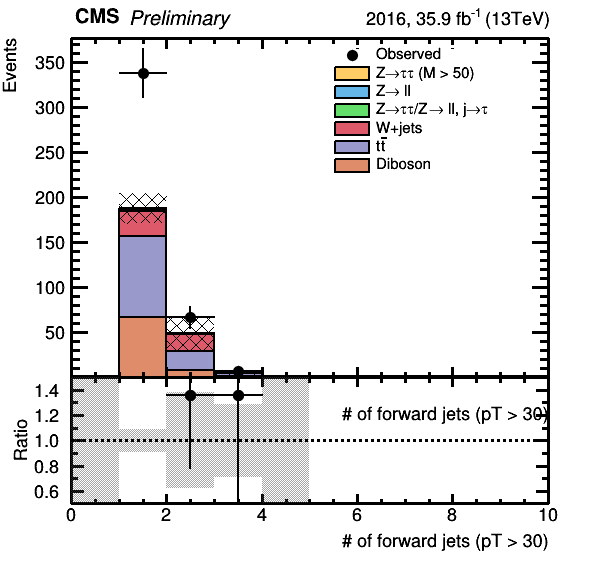 CMS Preliminary 2016, 35.9 fb⁻¹ (13TeV)
Events
350
300
250
200
150
100
50
Observed
Z→ττ (M > 50)
Z→ ll
Z→ττ/Z→ ll, j→τ
W+jets
tt̅
Diboson
Ratio
1.4
1.2
1.0
0.8
0.6
# of forward jets (pT > 30)
0 2 4 6 8 10
# of forward jets (pT > 30)